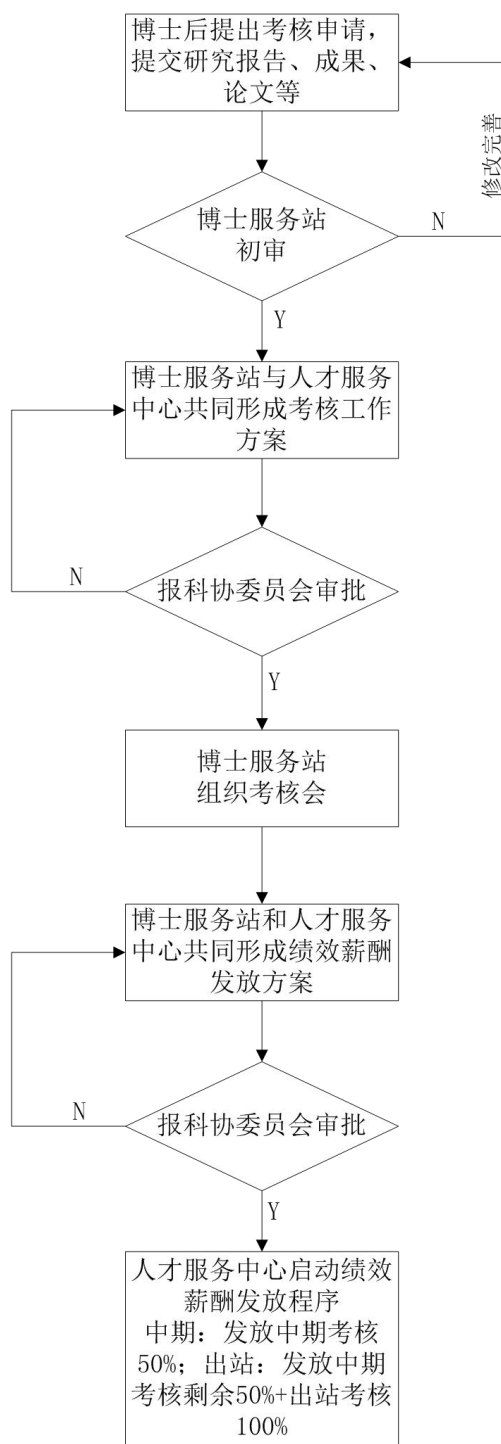 博士后提出考核申请，
提交研究报告、成果、
论文等
修改完善
博士服务站
初审
N
Y
博士服务站与人才服务
中心共同形成考核工作
方案
报科协委员会审批
N
Y
博士服务站
组织考核会
博士服务站和人才服务
中心共同形成绩效薪酬
发放方案
报科协委员会审批
N
Y
人才服务中心启动绩效
薪酬发放程序
中期：发放中期考核
50%；出站：发放中期
考核剩余50%+出站考核
100%